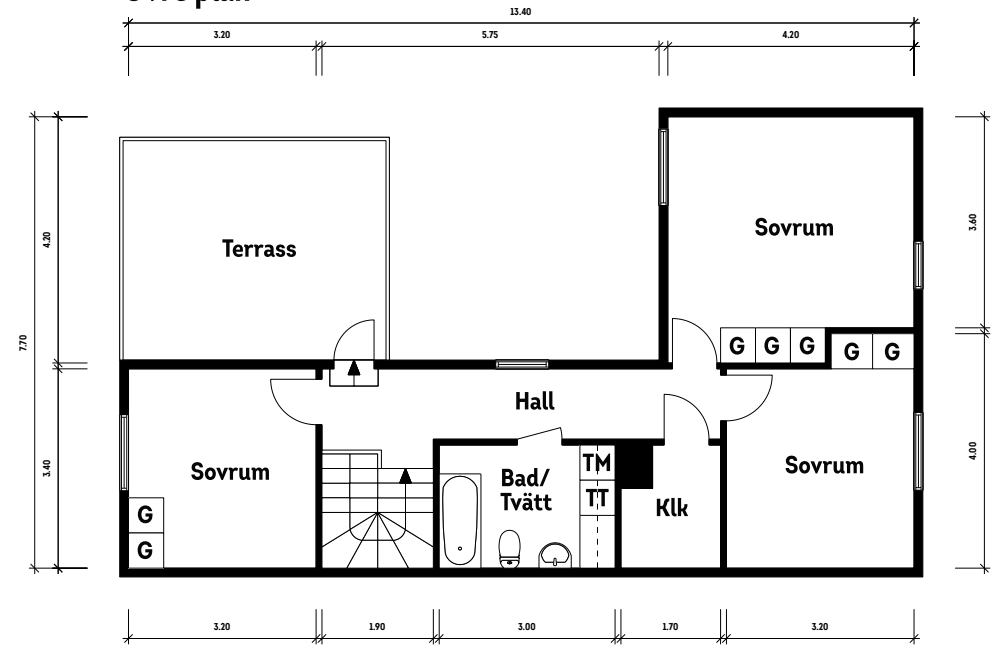 13.40
3.20 5.75 4.20
Terrass
Sovrum
4.20
3.60
7.70
G G G G G
Hall
Sovrum
Bad/
Tvätt
TM
TT
Klk
Sovrum
3.40
4.00
G
G
3.20 1.90 3.00 1.70 3.20